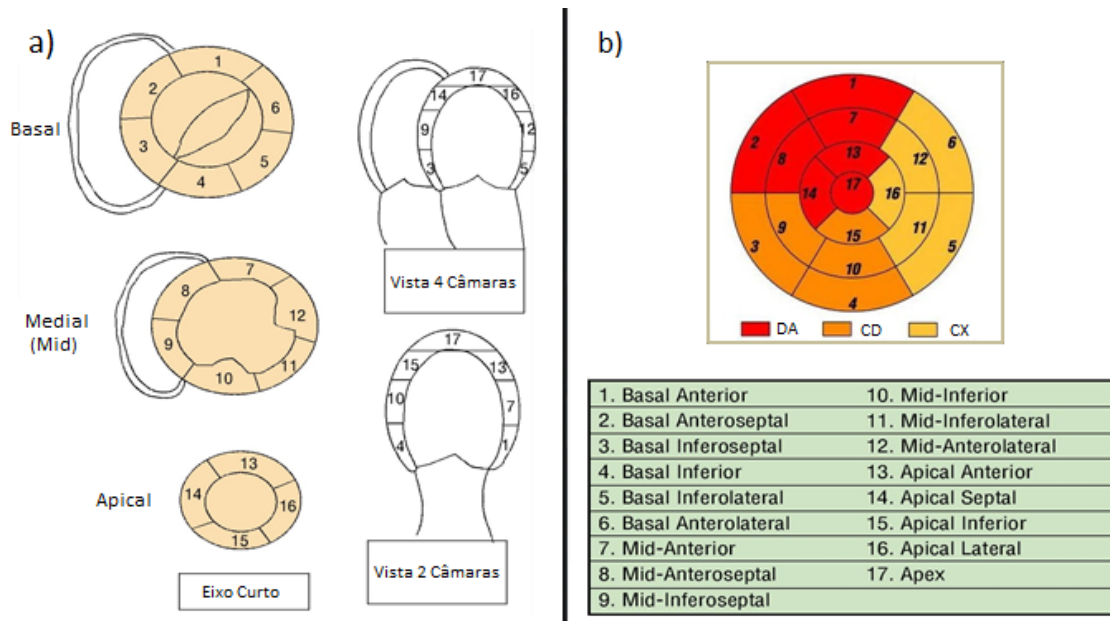 a)
Basal
1
2
6
3
5
4
Medial
(Mid)
7
8
12
9
11
10
Apical
13
14
16
15
Eixo Curto
17
14
16
9
12
3
5
Vista 4 Câmaras
17
15
13
10
7
4
1
Vista 2 Câmaras
b)
1
7
2
6
8
12
13
17
14
16
9
11
15
3
5
10
4
DA
CD
CX
1. Basal Anterior
2. Basal Anteroseptal
3. Basal Inferoseptal
4. Basal Inferior
5. Basal Inferolateral
6. Basal Anterolateral
7. Mid-Anterior
8. Mid-Anteroseptal
9. Mid-Inferoseptal
10. Mid-Inferior
11. Mid-Inferolateral
12. Mid-Anterolateral
13. Apical Anterior
14. Apical Septal
15. Apical Inferior
16. Apical Lateral
17. Apex